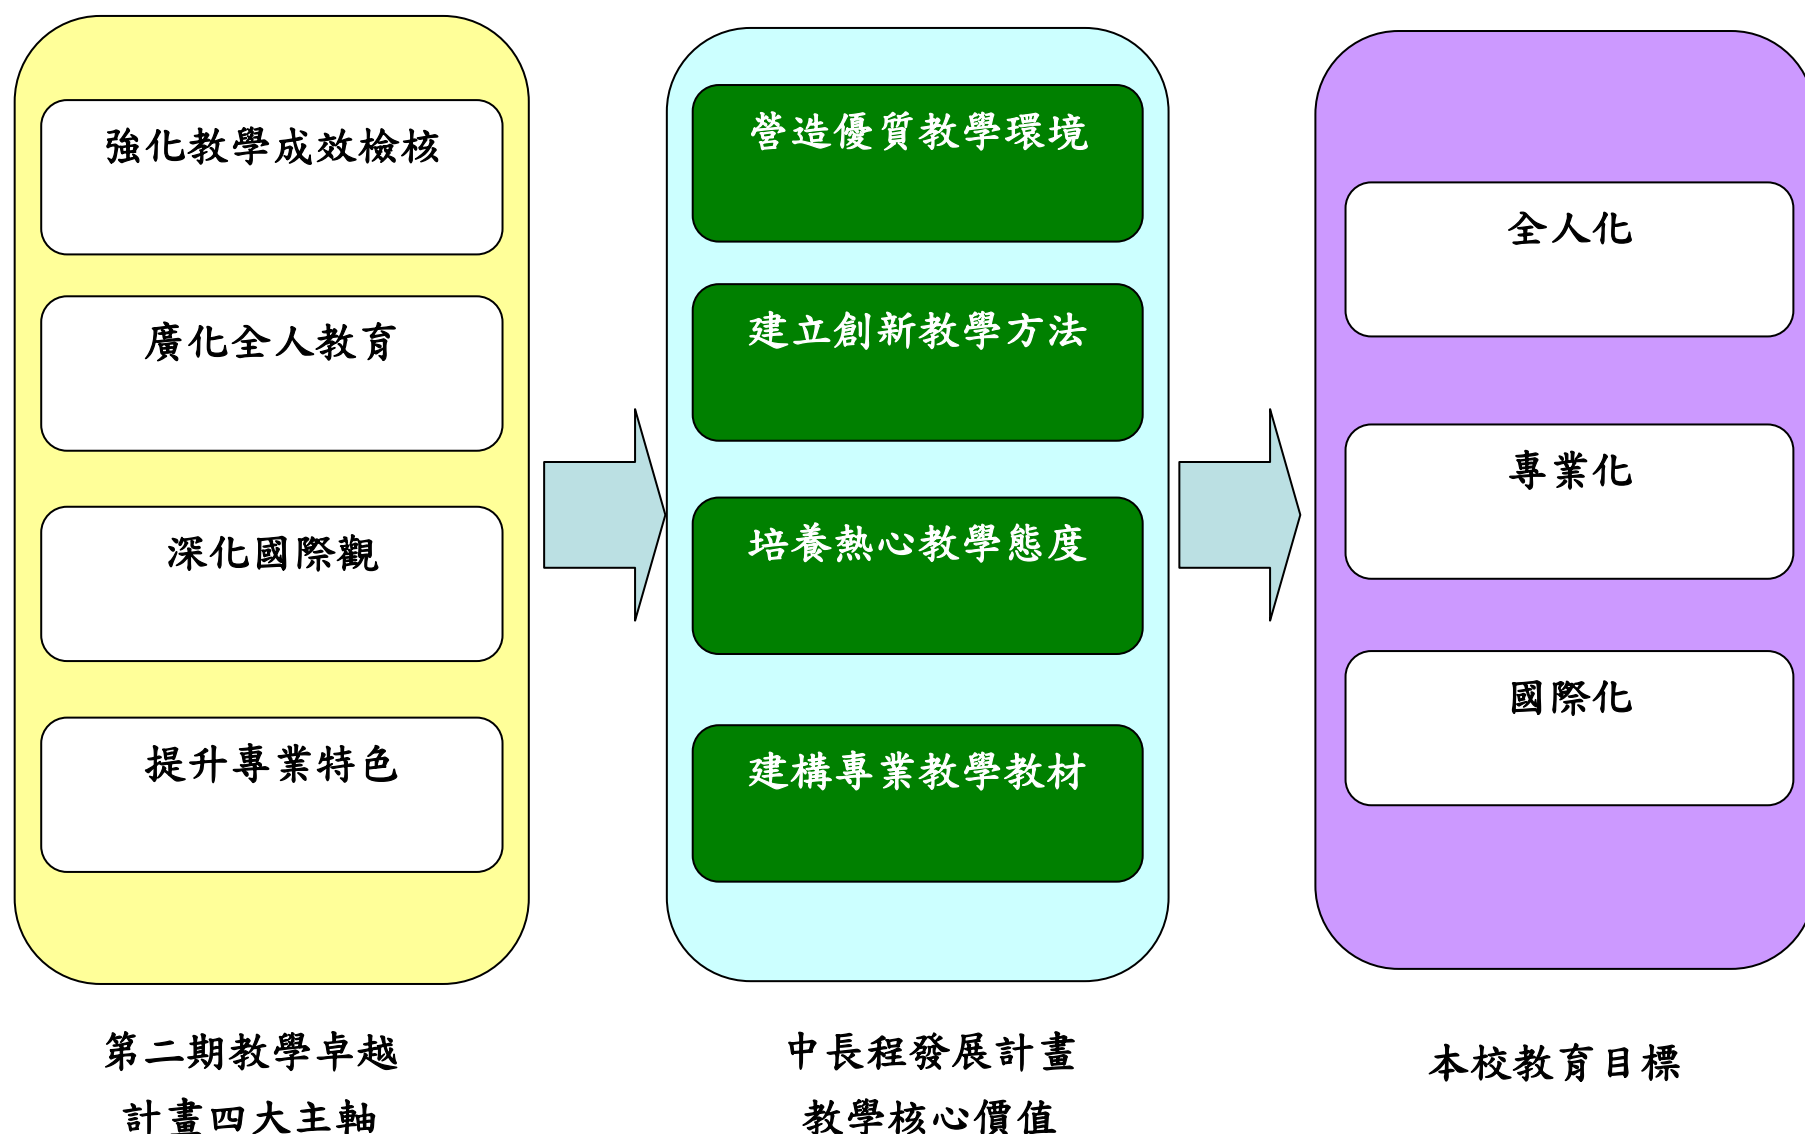 強化教學成效檢核
廣化全人教育
深化國際觀
提升專業特色
第二期教學卓越
計畫四大主軸
營造優質教學環境
建立創新教學方法
培養熱心教學態度
建構專業教學教材
中長程發展計畫
教學核心價值
全人化
專業化
國際化
本校教育目標